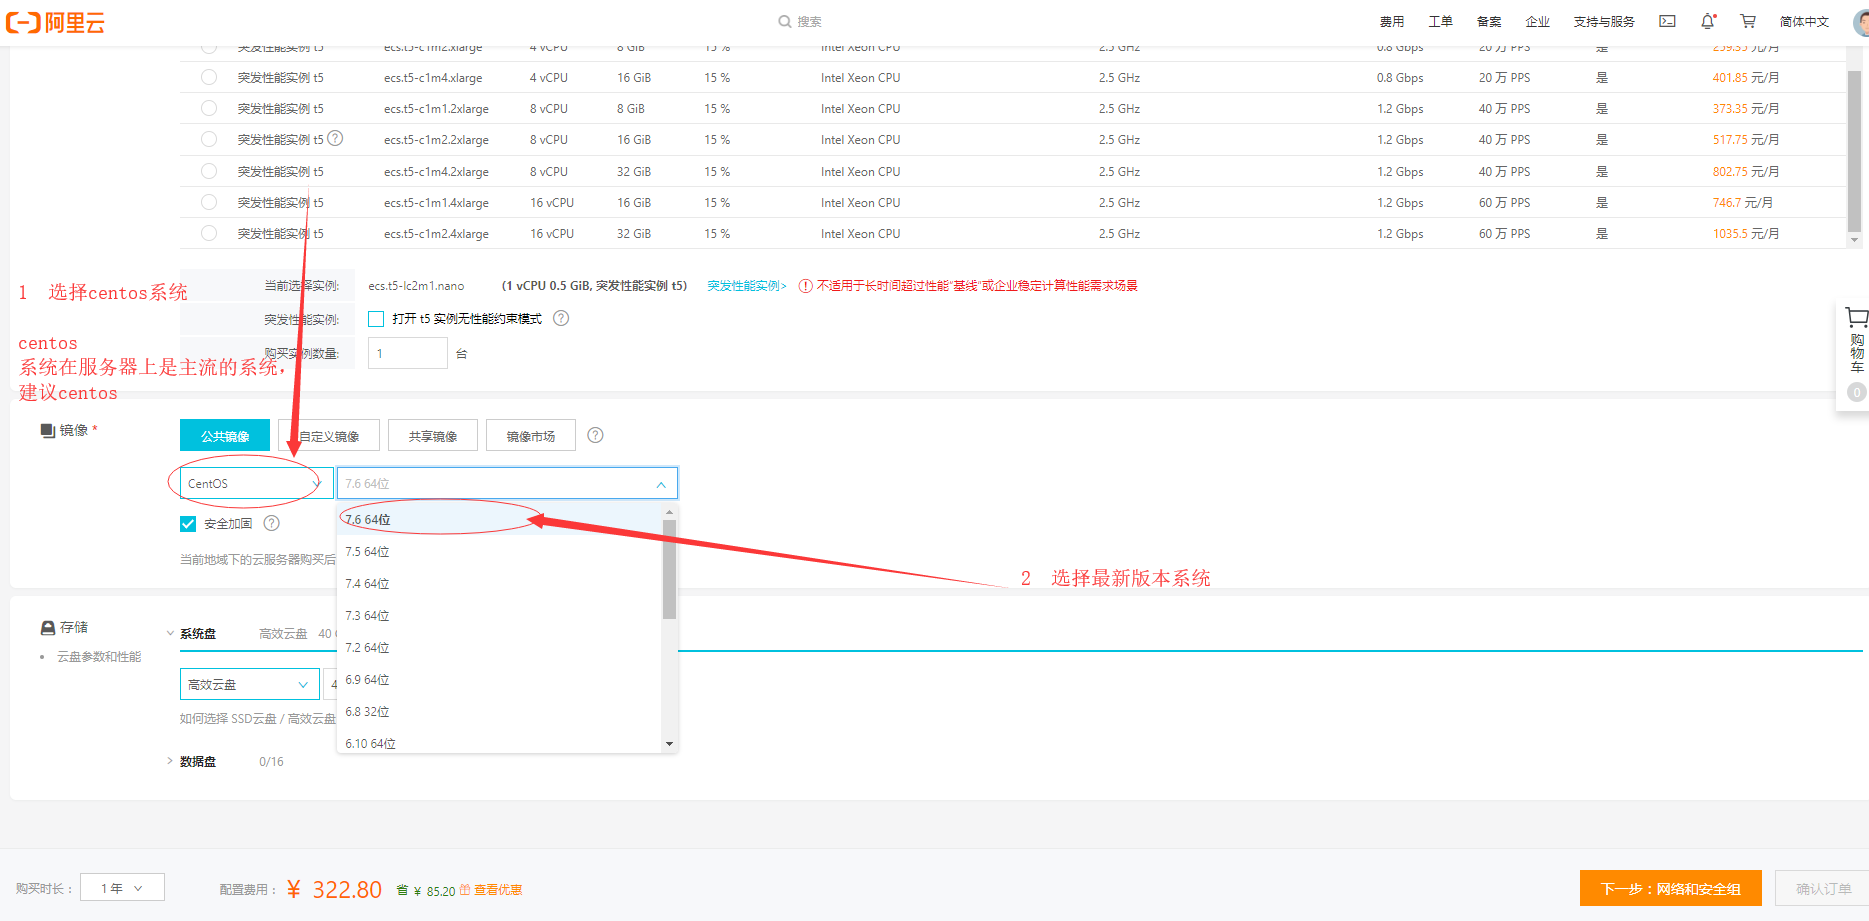 阿里云
搜索
费用 工单 备案 企业 支持与服务 简体中文
突发性能实例 t5 ecs.t5-c1m2.xlarge 4 vCPU 8 GiB 15 % Intel Xeon CPU 2.5 GHz 0.8 Gbps 20 万 PPS 是 259.35 元/月
突发性能实例 t5 ecs.t5-c1m4.xlarge 4 vCPU 16 GiB 15 % Intel Xeon CPU 2.5 GHz 0.8 Gbps 20 万 PPS 是 401.85 元/月
突发性能实例 t5 ecs.t5-c1m1.2xlarge 8 vCPU 8 GiB 15 % Intel Xeon CPU 2.5 GHz 1.2 Gbps 40 万 PPS 是 373.35 元/月
突发性能实例 t5 ? ecs.t5-c1m2.2xlarge 8 vCPU 16 GiB 15 % Intel Xeon CPU 2.5 GHz 1.2 Gbps 40 万 PPS 是 517.75 元/月
突发性能实例 t5 ecs.t5-c1m4.2xlarge 8 vCPU 32 GiB 15 % Intel Xeon CPU 2.5 GHz 1.2 Gbps 40 万 PPS 是 802.75 元/月
突发性能实例 t5 ecs.t5-c1m1.4xlarge 16 vCPU 16 GiB 15 % Intel Xeon CPU 2.5 GHz 1.2 Gbps 60 万 PPS 是 746.7 元/月
突发性能实例 t5 ecs.t5-c1m2.4xlarge 16 vCPU 32 GiB 15 % Intel Xeon CPU 2.5 GHz 1.2 Gbps 60 万 PPS 是 1035.5 元/月
当前选择实例: ecs.t5-lc2m1.nano (1 vCPU 0.5 GiB, 突发性能实例 t5) 突发性能实例> ! 不适用于长时间超过性能“基线”或企业稳定计算性能需求场景
1 选择centos系统
突发性能实例: 打开 t5 实例无性能约束模式 ?
购买实例数量: 1 台
centos
系统在服务器上是主流的系统，
建议centos
购物车
0
镜像 *
公共镜像 自定义镜像 共享镜像 镜像市场 ?
CentOS 7.6 64位
安全加固 ?
当前地域下的云服务器购买后
7.6 64位
7.5 64位
7.4 64位
7.3 64位
7.2 64位
6.9 64位
6.8 32位
6.10 64位
2 选择最新版本系统
存储
云盘参数和性能
系统盘 高效云盘 40
高效云盘 4
如何选择 SSD云盘 / 高效云盘
数据盘 0/16
购买时长： 1 年 配置费用： ¥ 322.80 省 ¥ 85.20 查看优惠
下一步：网络和安全组 确认订单